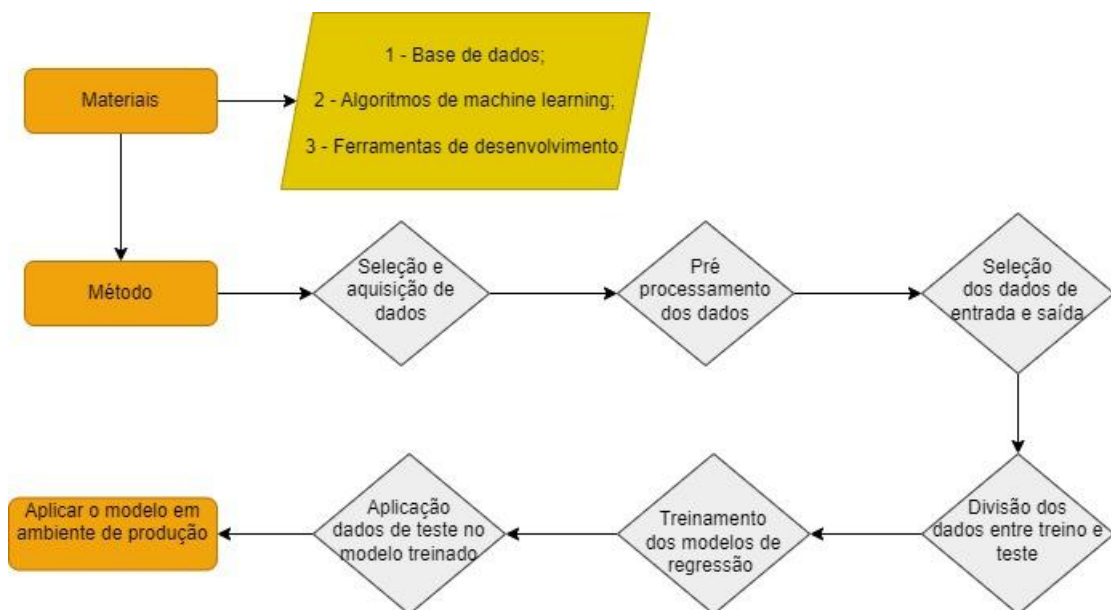 1 - Base de dados;
Materiais
2 - Algoritmos de machine learning;
3 - Ferramentas de desenvolvimento.
Método
Seleção e
aquisição de
dados
Pré
processamento
dos dados
Seleção
dos dados de
entrada e saída
Divisão dos
dados entre treino e
teste
Treinamento
dos modelos de
regressão
Aplicação
dados de teste no
modelo treinado
Aplicar o modelo em
ambiente de produção